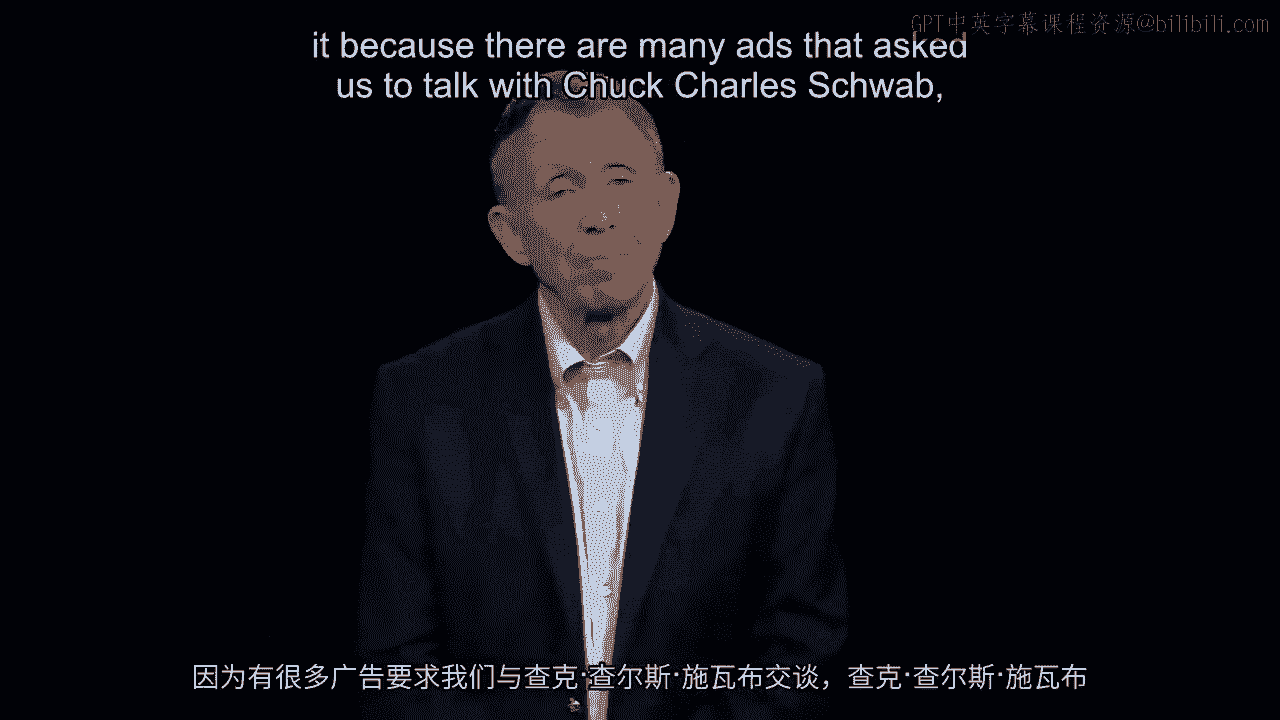 GPT中英字幕课程资源@bilibili.com
it because there are many ads that asked
us to talk with Chuck Charles Schwab,
因为有很多广告要求我们与查克·查尔斯·施瓦布交谈，查克·查尔斯·施瓦布